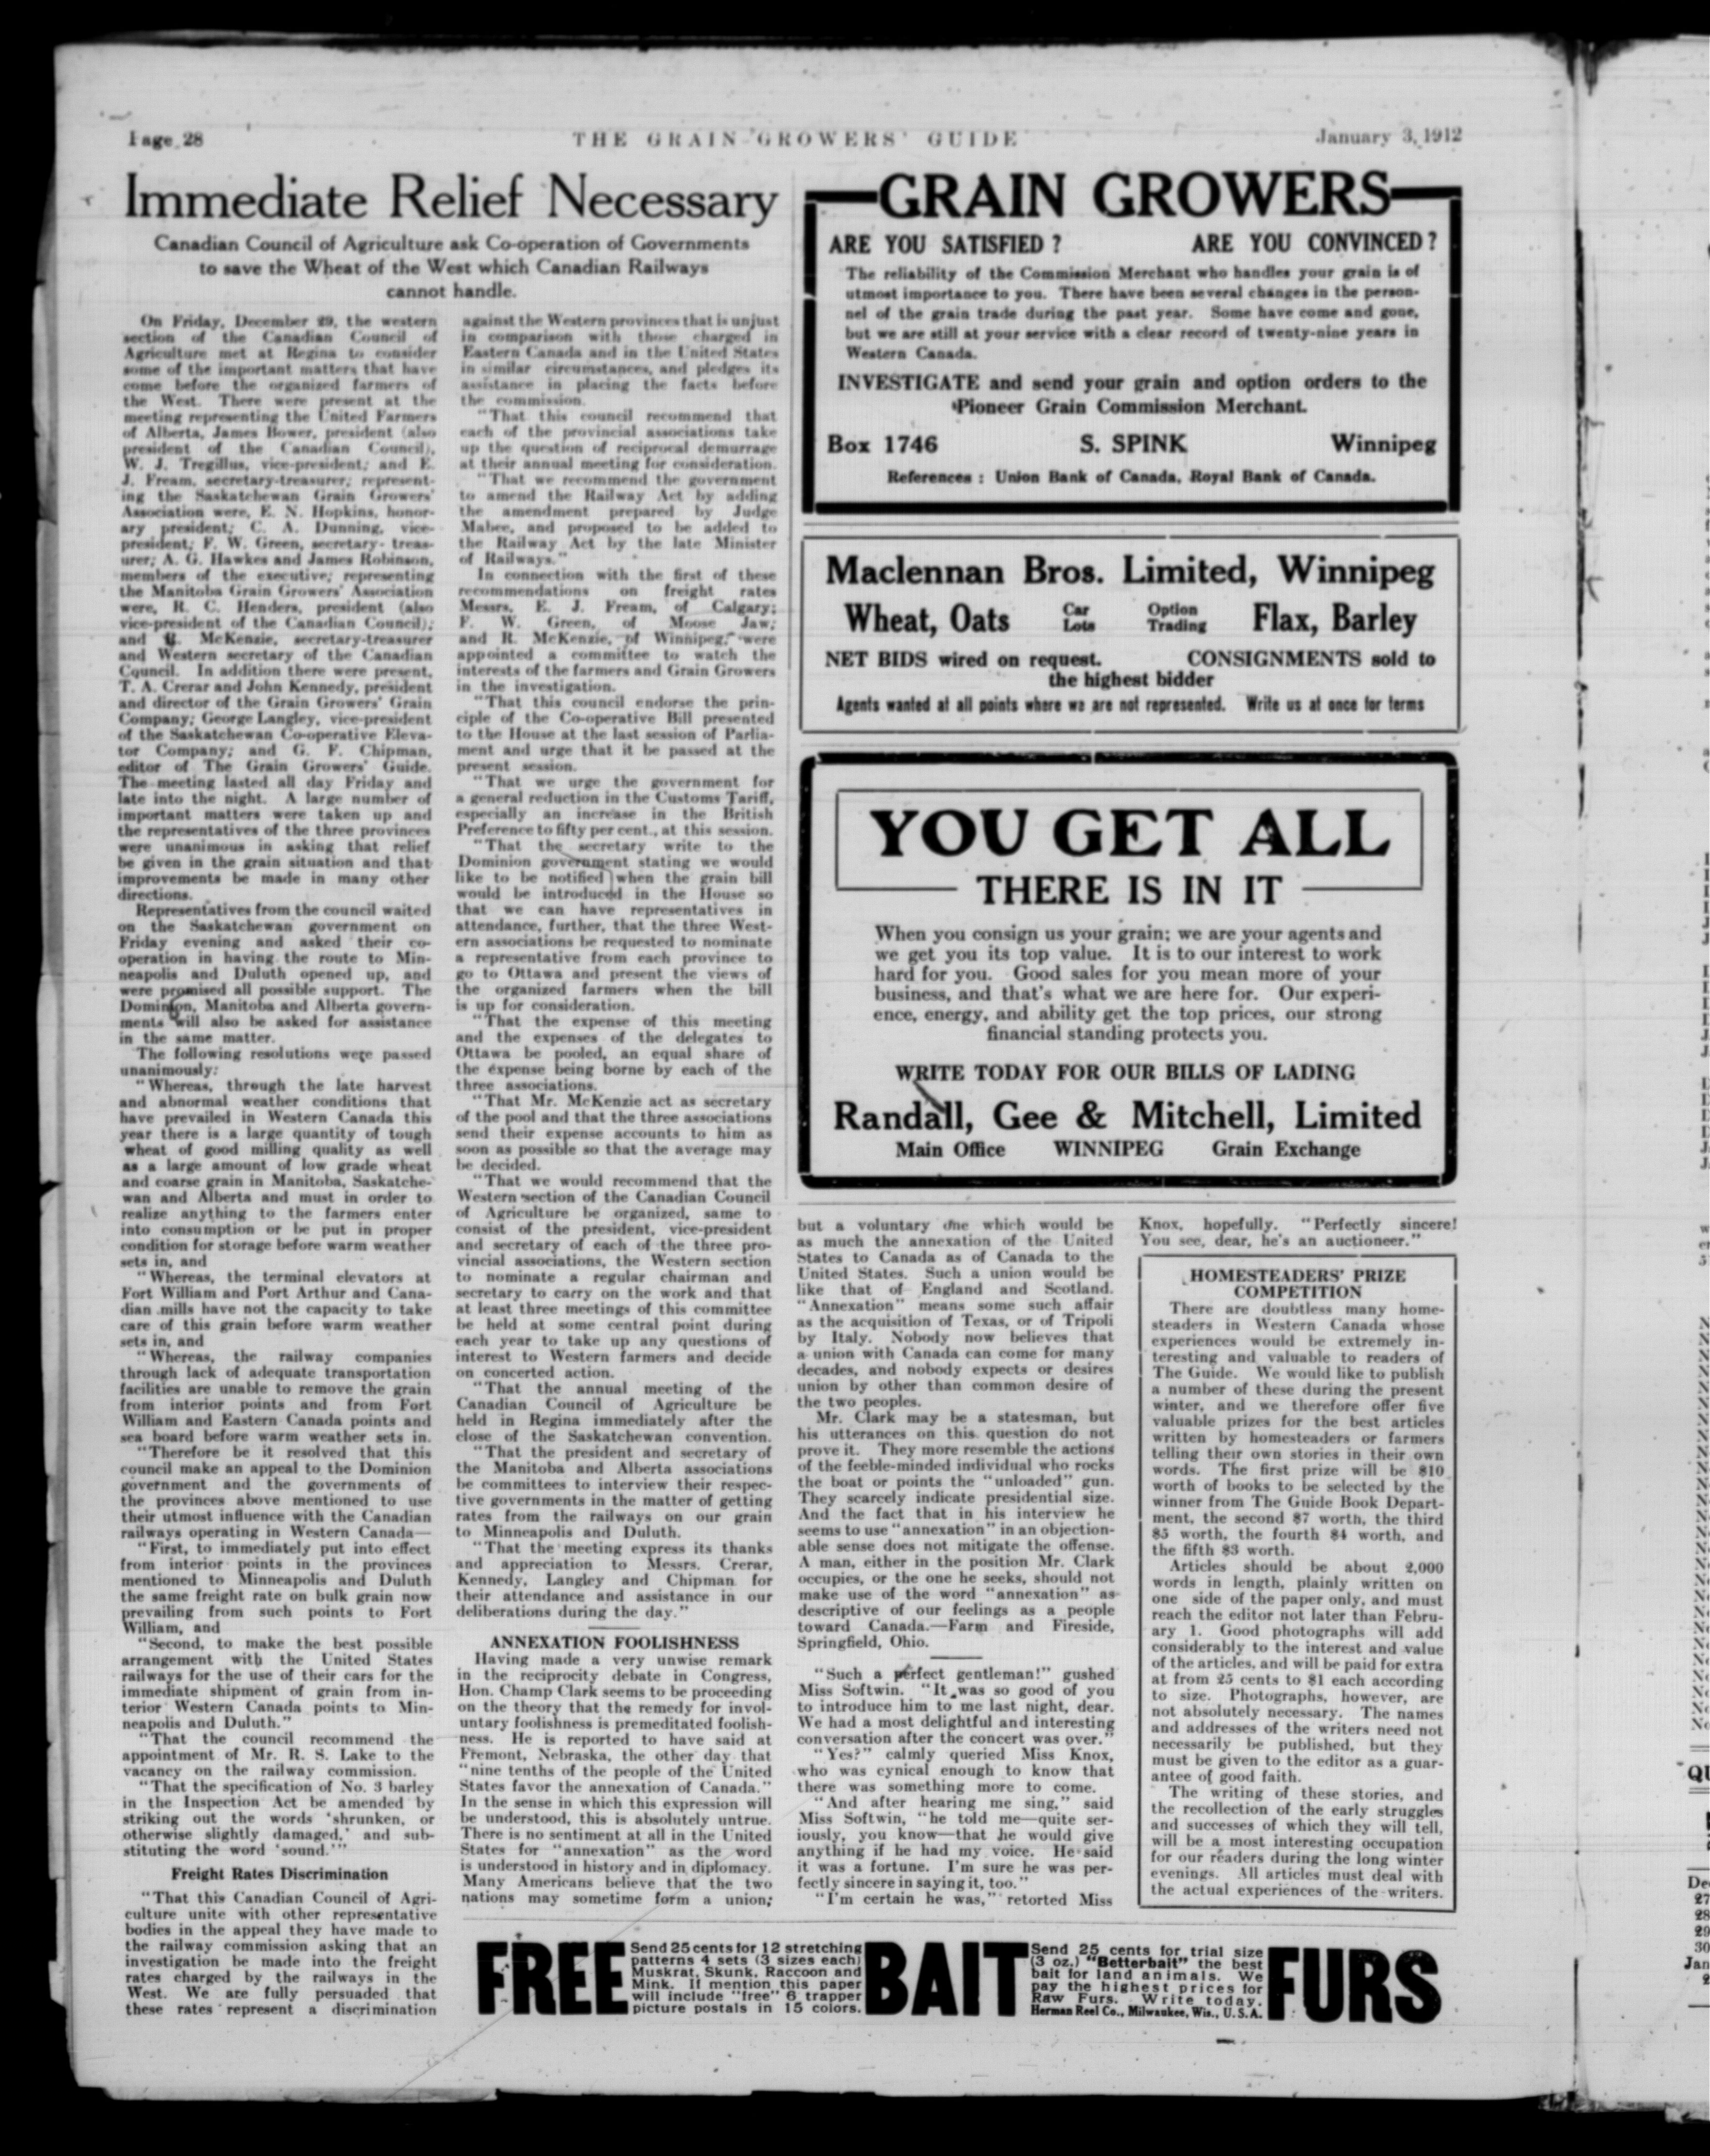 Page 28
THE GRAIN GROWERS' GUIDE
January 3, 1912
Immediate Relief Necessary
Canadian Council of Agriculture ask Co-operation of Governments
to save the Wheat of the West which Canadian Railways
cannot handle.
On Friday, December 29, the western
section of the Canadian Council of
Agriculture met at Regina to consider
some of the important matters that have
come before the organized farmers of
the West. There were present at the
meeting representing the United Farmers
of Alberta, James Bower, president (also
president of the Canadian Council),
W. J. Tregillus, vice-president; and E.
J. Fream, secretary-treasurer; represent-
ing the Saskatchewan Grain Growers'
Association were, E. N. Hopkins, honor-
ary president; C. A. Dunning, vice-
president; F. W. Green, secretary- treas-
urer; A. G. Hawkes and James Robinson,
members of the executive; representing
the Manitoba Grain Growers' Association
were, R. C. Henders, president (also
vice-president of the Canadian Council);
and R. McKenzie, secretary-treasurer
and Western secretary of the Canadian
Council. In addition there were present,
T. A. Crerar and John Kennedy, president
and director of the Grain Growers' Grain
Company; George Langley, vice-president
of the Saskatchewan Co-operative Eleva-
tor Company; and G. F. Chipman,
editor of The Grain Growers' Guide.
The meeting lasted all day Friday and
late into the night. A large number of
important matters were taken up and
the representatives of the three provinces
were unanimous in asking that relief
be given in the grain situation and that
improvements be made in many other
directions.
Representatives from the council waited
on the Saskatchewan government on
Friday evening and asked their co-
operation in having the route to Min-
neapolis and Duluth opened up, and
were promised all possible support. The
Dominion, Manitoba and Alberta govern-
ments will also be asked for assistance
in the same matter.
The following resolutions were passed
unanimously:
"Whereas, through the late harvest
and abnormal weather conditions that
have prevailed in Western Canada this
year there is a large quantity of tough
wheat of good milling quality as well
as a large amount of low grade wheat
and coarse grain in Manitoba, Saskatche-
wan and Alberta and must in order to
realize anything to the farmers enter
into consumption or be put in proper
condition for storage before warm weather
sets in, and
"Whereas, the terminal elevators at
Fort William and Port Arthur and Cana-
dian mills have not the capacity to take
care of this grain before warm weather
sets in, and
"Whereas, the railway companies
through lack of adequate transportation
facilities are unable to remove the grain
from interior points and from Fort
William and Eastern Canada points and
sea board before warm weather sets in.
"Therefore be it resolved that this
council make an appeal to the Dominion
government and the governments of
the provinces above mentioned to use
their utmost influence with the Canadian
railways operating in Western Canada—
"First, to immediately put into effect
from interior points in the provinces
mentioned to Minneapolis and Duluth
the same freight rate on bulk grain now
prevailing from such points to Fort
William, and
"Second, to make the best possible
arrangement with the United States
railways for the use of their cars for the
immediate shipment of grain from in-
terior Western Canada points to Min-
neapolis and Duluth."
"That the council recommend the
appointment of Mr. R. S. Lake to the
vacancy on the railway commission.
"That the specification of No. 3 barley
in the Inspection Act be amended by
striking out the words 'shrunken, or
otherwise slightly damaged,' and sub-
stituting the word 'sound.'"
Freight Rates Discrimination
"That this Canadian Council of Agri-
culture unite with other representative
bodies in the appeal they have made to
the railway commission asking that an
investigation be made into the freight
rates charged by the railways in the
West. We are fully persuaded that
these rates represent a discrimination
against the Western provinces that is unjust
in comparison with those charged in
Eastern Canada and in the United States
in similar circumstances, and pledges its
assistance in placing the facts before
the commission.
"That this council recommend that
each of the provincial associations take
up the question of reciprocal demurrage
at their annual meeting for consideration.
"That we recommend the government
to amend the Railway Act by adding
the amendment prepared by Judge
Mabee, and proposed to be added to
the Railway Act by the late Minister
of Railways."
In connection with the first of these
recommendations on freight rates
Messrs. E. J. Fream, of Calgary;
F. W. Green, of Moose Jaw;
and R. McKenzie, of Winnipeg; were
appointed a committee to watch the
interests of the farmers and Grain Growers
in the investigation.
"That this council endorse the prin-
ciple of the Co-operative Bill presented
to the House at the last session of Parlia-
ment and urge that it be passed at the
present session.
"That we urge the government for
a general reduction in the Customs Tariff,
especially an increase in the British
Preference to fifty per cent., at this session.
"That the secretary write to the
Dominion government stating we would
like to be notified when the grain bill
would be introduced in the House so
that we can have representatives in
attendance, further, that the three West-
ern associations be requested to nominate
a representative from each province to
go to Ottawa and present the views of
the organized farmers when the bill
is up for consideration.
"That the expense of this meeting
and the expenses of the delegates to
Ottawa be pooled, an equal share of
the expense being borne by each of the
three associations.
"That Mr. McKenzie act as secretary
of the pool and that the three associations
send their expense accounts to him as
soon as possible so that the average may
be decided.
"That we would recommend that the
Western section of the Canadian Council
of Agriculture be organized, same to
consist of the president, vice-president
and secretary of each of the three pro-
vincial associations, the Western section
to nominate a regular chairman and
secretary to carry on the work and that
at least three meetings of this committee
be held at some central point during
each year to take up any questions of
interest to Western farmers and decide
on concerted action.
"That the annual meeting of the
Canadian Council of Agriculture be
held in Regina immediately after the
close of the Saskatchewan convention.
"That the president and secretary of
the Manitoba and Alberta associations
be committees to interview their respec-
tive governments in the matter of getting
rates from the railways on our grain
to Minneapolis and Duluth.
"That the meeting express its thanks
and appreciation to Messrs. Crerar,
Kennedy, Langley and Chipman for
their attendance and assistance in our
deliberations during the day."
ANNEXATION FOOLISHNESS
Having made a very unwise remark
in the reciprocity debate in Congress,
Hon. Champ Clark seems to be proceeding
on the theory that the remedy for invol-
untary foolishness is premeditated foolish-
ness. He is reported to have said at
Fremont, Nebraska, the other day that
"nine tenths of the people of the United
States favor the annexation of Canada."
In the sense in which this expression will
be understood, this is absolutely untrue.
There is no sentiment at all in the United
States for "annexation" as the word
is understood in history and in diplomacy.
Many Americans believe that the two
nations may sometime form a union;
but a voluntary one which would be
as much the annexation of the United
States to Canada as of Canada to the
United States. Such a union would be
like that of England and Scotland.
"Annexation" means some such affair
as the acquisition of Texas, or of Tripoli
by Italy. Nobody now believes that
a union with Canada can come for many
decades, and nobody expects or desires
union by other than common desire of
the two peoples.
Mr. Clark may be a statesman, but
his utterances on this question do not
prove it. They more resemble the actions
of the feeble-minded individual who rocks
the boat or points the "unloaded" gun.
They scarcely indicate presidential size.
And the fact that in his interview he
seems to use "annexation" in an objection-
able sense does not mitigate the offense.
A man, either in the position Mr. Clark
occupies, or the one he seeks, should not
make use of the word "annexation" as
descriptive of our feelings as a people
toward Canada.—Farm and Fireside,
Springfield, Ohio.
"Such a perfect gentleman!" gushed
Miss Softwin. "It was so good of you
to introduce him to me last night, dear.
We had a most delightful and interesting
conversation after the concert was over."
"Yes?" calmly queried Miss Knox,
who was cynical enough to know that
there was something more to come.
"And after hearing me sing," said
Miss Softwin, "he told me—quite ser-
iously, you know—that he would give
anything if he had my voice. He said
it was a fortune. I'm sure he was per-
fectly sincere in saying it, too."
"I'm certain he was," retorted Miss
Knox, hopefully. "Perfectly sincere!
You see, dear, he's an auctioneer."
HOMESTEADERS' PRIZE
COMPETITION
There are doubtless many home-
steaders in Western Canada whose
experiences would be extremely in-
teresting and valuable to readers of
The Guide. We would like to publish
a number of these during the present
winter, and we therefore offer five
valuable prizes for the best articles
written by homesteaders or farmers
telling their own stories in their own
words. The first prize will be $10
worth of books to be selected by the
winner from The Guide Book Depart-
ment, the second $7 worth, the third
$5 worth, the fourth $4 worth, and
the fifth $3 worth.
Articles should be about 2,000
words in length, plainly written on
one side of the paper only, and must
reach the editor not later than Febru-
ary 1. Good photographs will add
considerably to the interest and value
of the articles, and will be paid for extra
at from 25 cents to $1 each according
to size. Photographs, however, are
not absolutely necessary. The names
and addresses of the writers need not
necessarily be published, but they
must be given to the editor as a guar-
antee of good faith.
The writing of these stories, and
the recollection of the early struggles
and successes of which they will tell,
will be a most interesting occupation
for our readers during the long winter
evenings. All articles must deal with
the actual experiences of the writers.
GRAIN GROWERS
ARE YOU SATISFIED? ARE YOU CONVINCED?
The reliability of the Commission Merchant who handles your grain is of
utmost importance to you. There have been several changes in the person-
nel of the grain trade during the past year. Some have come and gone,
but we are still at your service with a clear record of twenty-nine years in
Western Canada.
INVESTIGATE and send your grain and option orders to the
Pioneer Grain Commission Merchant.
Box 1746 S. SPINK Winnipeg
References: Union Bank of Canada, Royal Bank of Canada.
Maclennan Bros. Limited, Winnipeg
Wheat, Oats Car Lots Option Trading Flax, Barley
NET BIDS wired on request. CONSIGNMENTS sold to
the highest bidder
Agents wanted at all points where we are not represented. Write us at once for terms
YOU GET ALL
THERE IS IN IT
When you consign us your grain; we are your agents and
we get you its top value. It is to our interest to work
hard for you. Good sales for you mean more of your
business, and that's what we are here for. Our experi-
ence, energy, and ability get the top prices, our strong
financial standing protects you.
WRITE TODAY FOR OUR BILLS OF LADING
Randall, Gee & Mitchell, Limited
Main Office WINNIPEG Grain Exchange
FREE
Send 25 cents for 12 stretching
patterns 4 sets (3 sizes each)
Muskrat, Skunk, Raccoon and
Mink. If mention this paper
will include "free" 6 trapper
picture postals in 15 colors.
BAIT
Send 25 cents for trial size
(3 oz.) "Betterbait" the best
bait for land animals. We
pay the highest prices for
Raw Furs. Write today.
Herman Reel Co., Milwaukee, Wis., U.S.A.
FURS